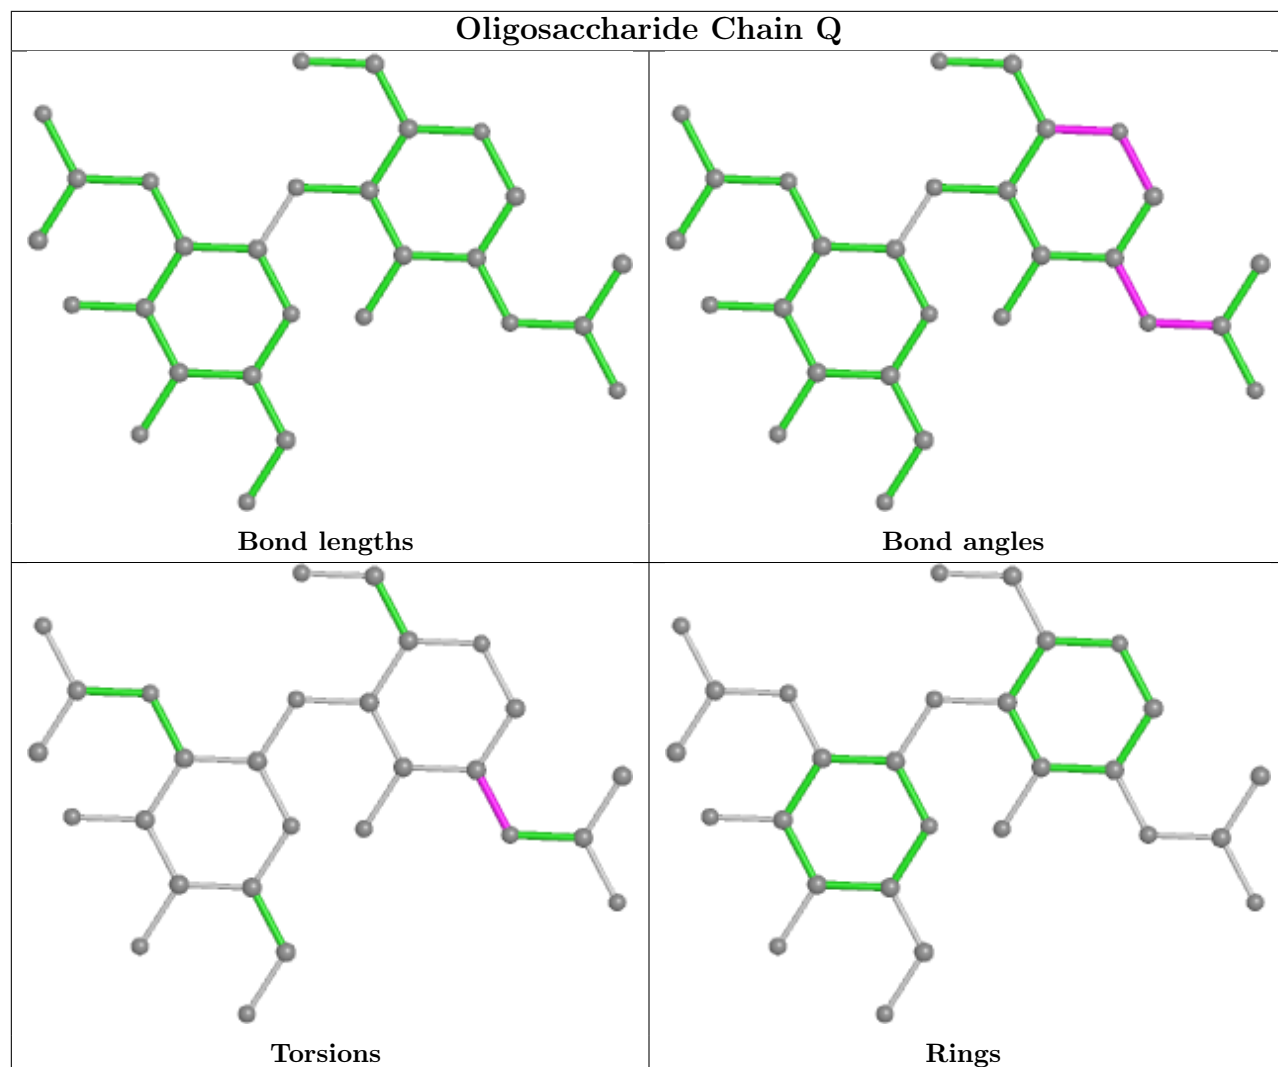 Oligosaccharide Chain Q
Bond lengths
Bond angles
Torsions
Rings